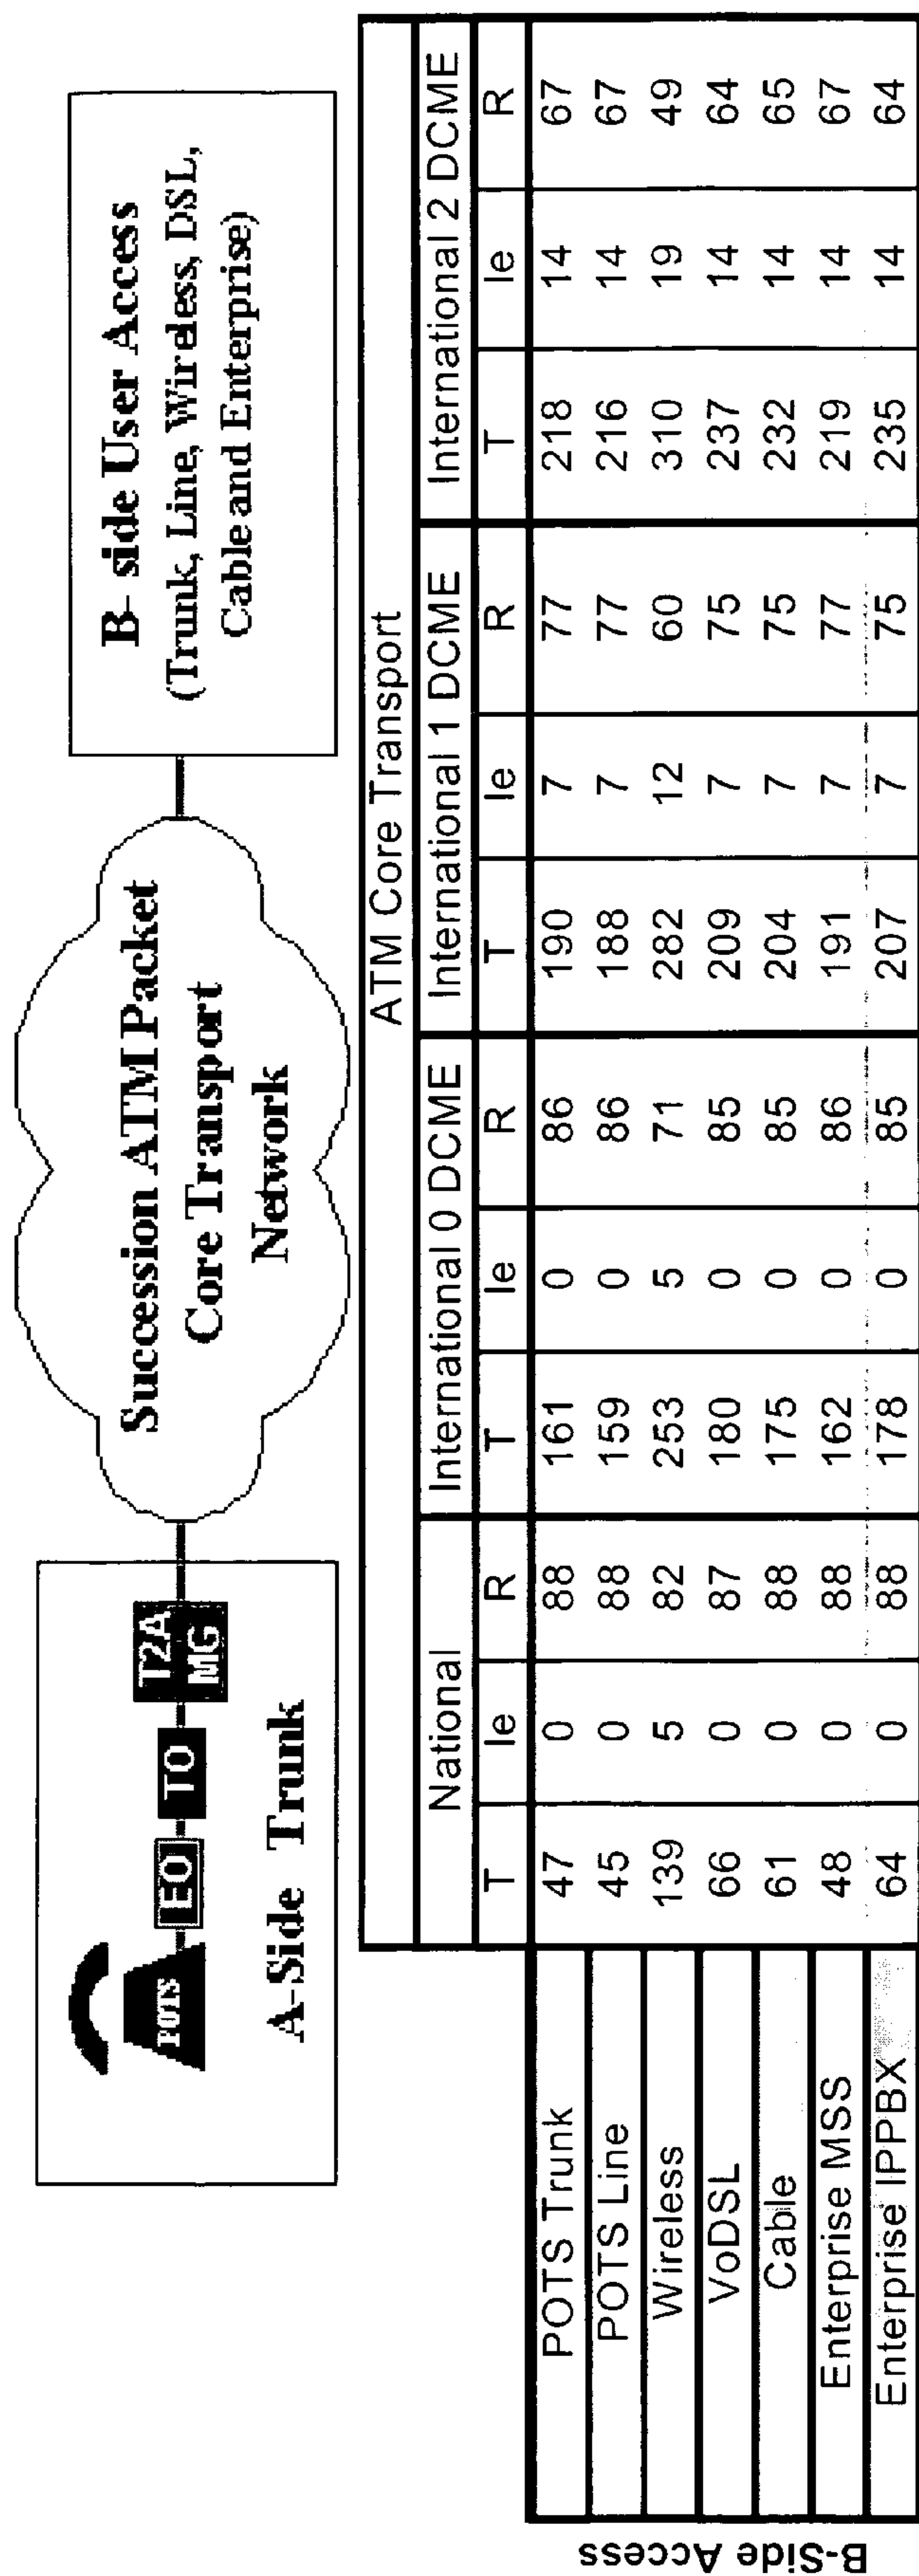 POTS
EO
TO
T2A
MG
A-Side Trunk
Succession ATM Packet
Core Transport
Network
B- side User Access
(Trunk, Line, Wireless, DSL,
Cable and Enterprise)
ATM Core Transport
National International 0 DCME International 1 DCME International 2 DCME
T Ie R T Ie R T Ie R T Ie R
B-Side Access
POTS Trunk 47 0 88 161 0 86 190 7 77 218 14 67
POTS Line 45 0 88 159 0 86 188 7 77 216 14 67
Wireless 139 5 82 253 5 71 282 12 60 310 19 49
VoDSL 66 0 87 180 0 85 209 7 75 237 14 64
Cable 61 0 88 175 0 85 204 7 75 232 14 65
Enterprise MSS 48 0 88 162 0 86 191 7 77 219 14 67
Enterprise IPPBX 64 0 88 178 0 85 207 7 75 235 14 64